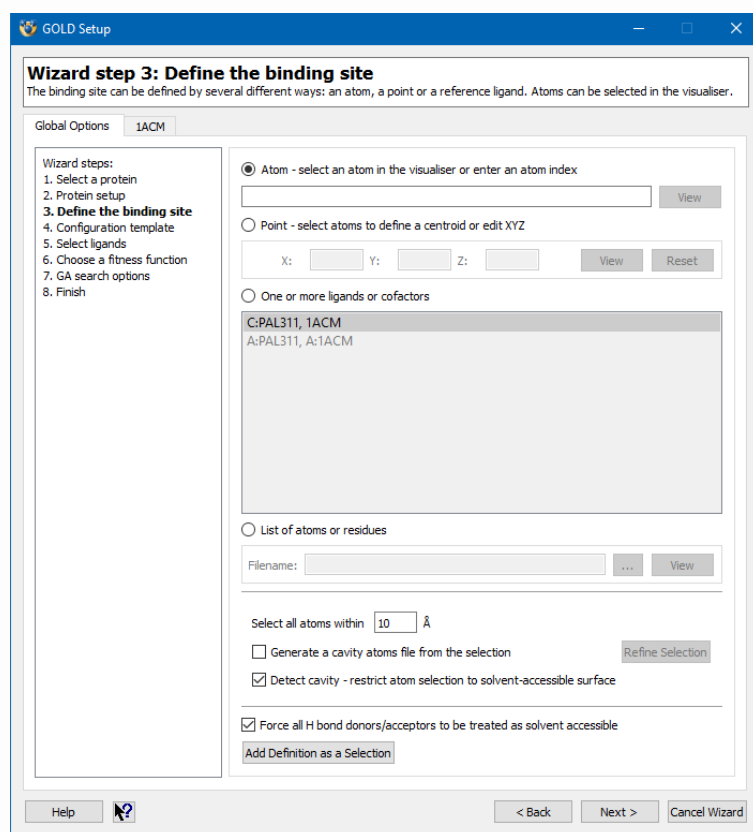 GOLD Setup
Wizard step 3: Define the binding site
The binding site can be defined by several different ways: an atom, a point or a reference ligand. Atoms can be selected in the visualiser.
Global Options 1ACM
Wizard steps:
1. Select a protein
2. Protein setup
3. Define the binding site
4. Configuration template
5. Select ligands
6. Choose a fitness function
7. GA search options
8. Finish
Atom - select an atom in the visualiser or enter an atom index
View
Point - select atoms to define a centroid or edit XYZ
X: Y: Z: View Reset
One or more ligands or cofactors
C:PAL311, 1ACM
A:PAL311, A:1ACM
List of atoms or residues
Filename: ... View
Select all atoms within 10 Å
Generate a cavity atoms file from the selection Refine Selection
Detect cavity - restrict atom selection to solvent-accessible surface
Force all H bond donors/acceptors to be treated as solvent accessible
Add Definition as a Selection
Help ? < Back Next > Cancel Wizard